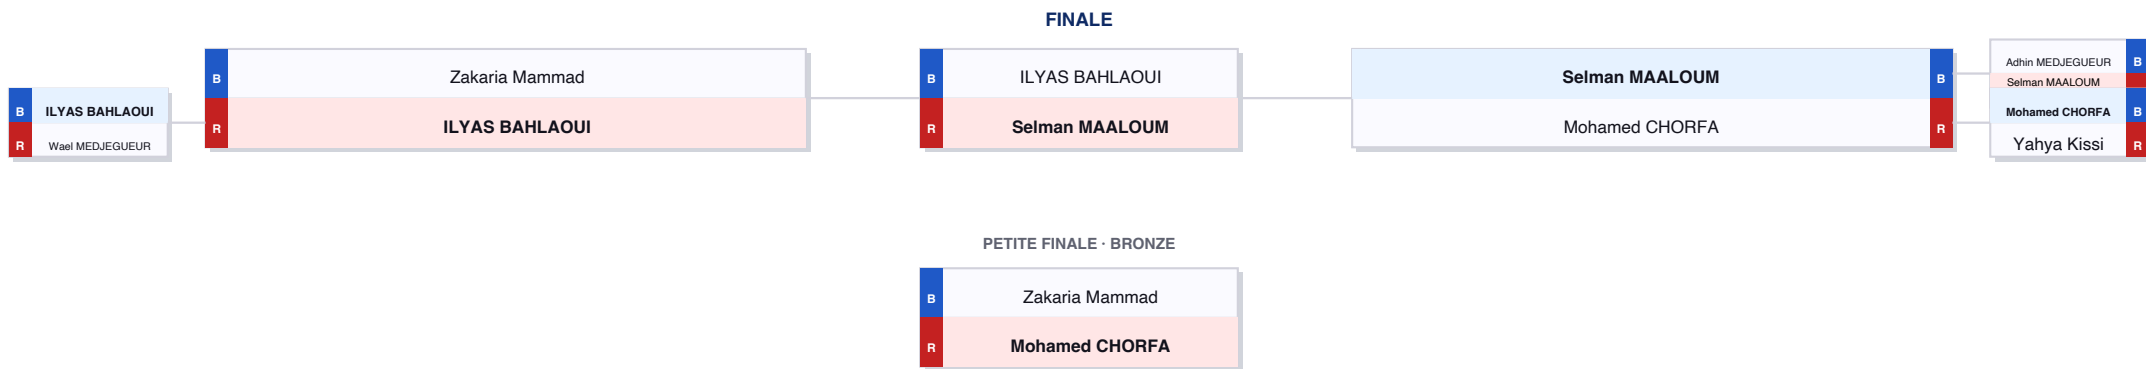 FINALE
B
ILYAS BAHLAOUI
R
Wael MEDJEGUEUR
B
Zakaria Mammad
R
ILYAS BAHLAOUI
B
ILYAS BAHLAOUI
R
Selman MAALOUM
Selman MAALOUM
B
Mohamed CHORFA
R
Adhin MEDJEGUEUR
B
Selman MAALOUM
Mohamed CHORFA
B
Yahya Kissi
R
PETITE FINALE · BRONZE
B
Zakaria Mammad
R
Mohamed CHORFA